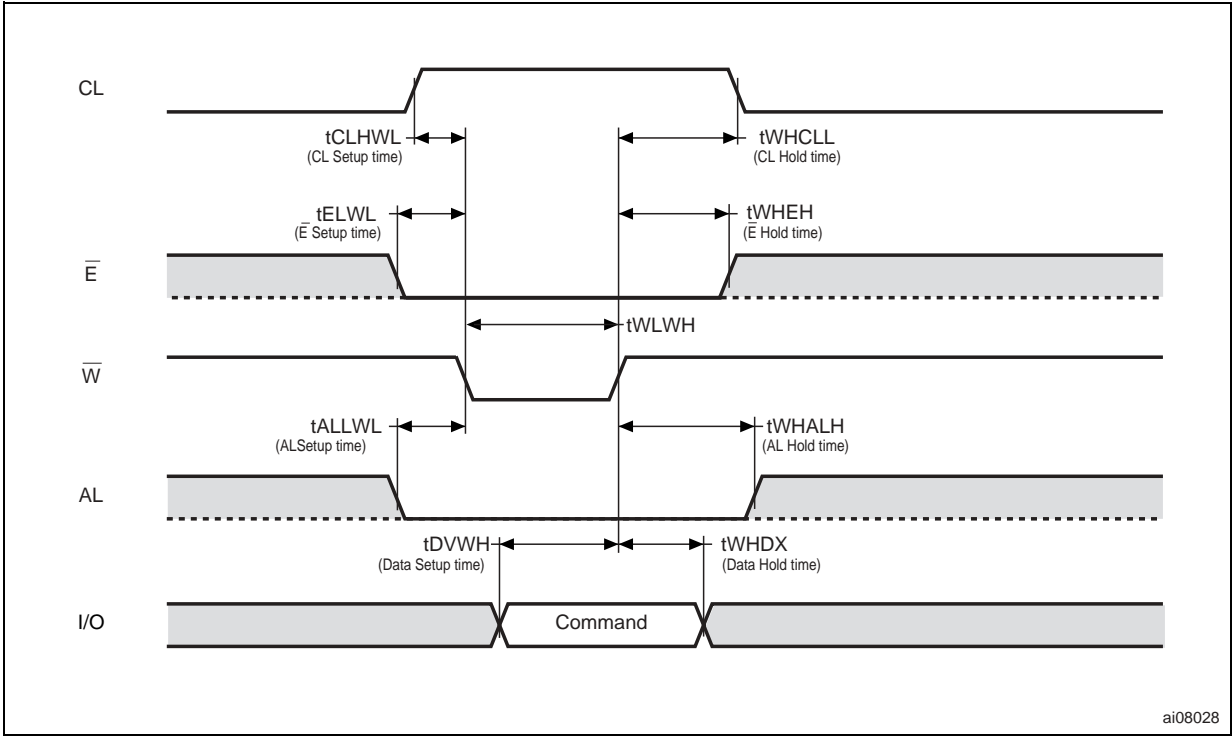 CL
tCLHWL
(CL Setup time)
tWHCLL
(CL Hold time)
tELWL
(E̅ Setup time)
tWHEH
(E̅ Hold time)
E̅
tWLWH
W̅
tALLWL
(ALSetup time)
tWHALH
(AL Hold time)
AL
tDVWH
(Data Setup time)
tWHDX
(Data Hold time)
I/O
Command
ai08028